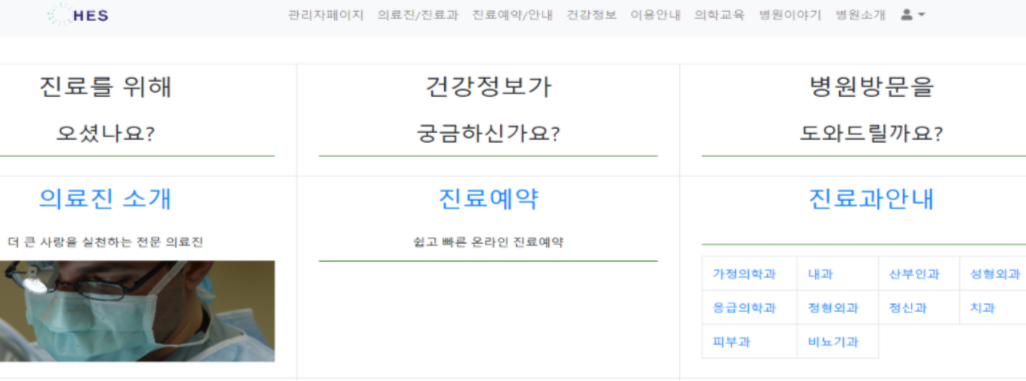 HES 관리자페이지 의료진/진료과 진료예약/안내 건강정보 이용안내 의학교육 병원이야기 병원소개
진료를 위해
오셨나요?
건강정보가
궁금하신가요?
병원방문을
도와드릴까요?
의료진 소개
더 큰 사랑을 실천하는 전문 의료진
진료예약
쉽고 빠른 온라인 진료예약
진료과안내
가정의학과 내과 산부인과 성형외과
응급의학과 정형외과 정신과 치과
피부과 비뇨기과